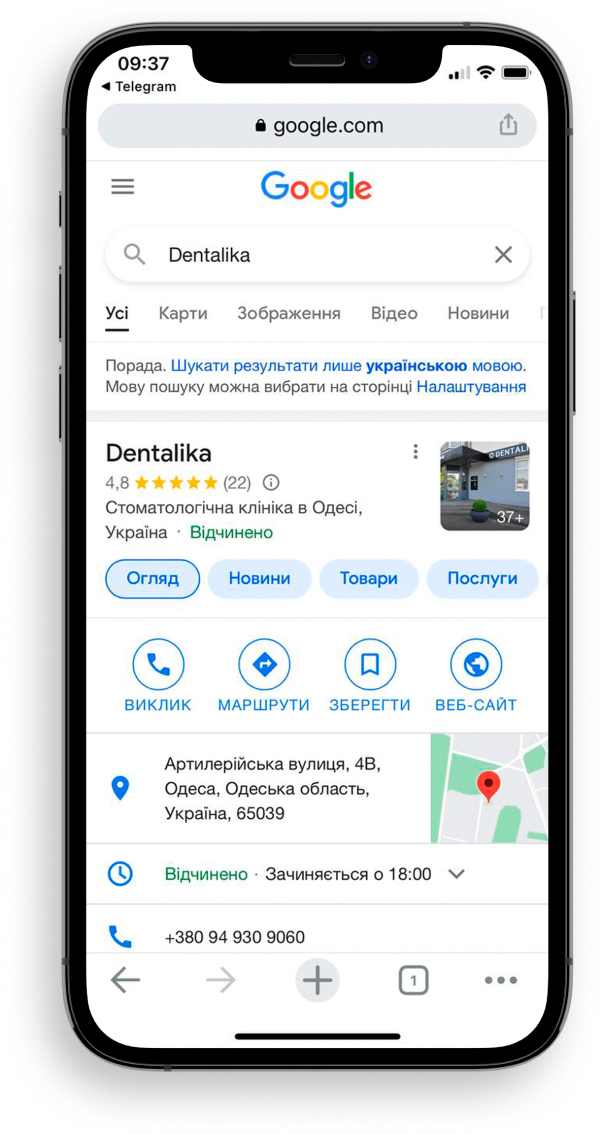 09:37
◀ Telegram
google.com
Google
Dentalika
Усі Карти Зображення Відео Новини
Порада. Шукати результати лише українською мовою.
Мову пошуку можна вибрати на сторінці Налаштування
Dentalika
4,8 ★★★★★ (22)
DENTALI
37+
Стоматологічна клініка в Одесі,
Україна · Відчинено
Огляд Новини Товари Послуги
ВИКЛИК МАРШРУТИ ЗБЕРЕГТИ ВЕБ-САЙТ
Артилерійська вулиця, 4В,
Одеса, Одеська область,
Україна, 65039
Відчинено · Зачиняється о 18:00
+380 94 930 9060
1